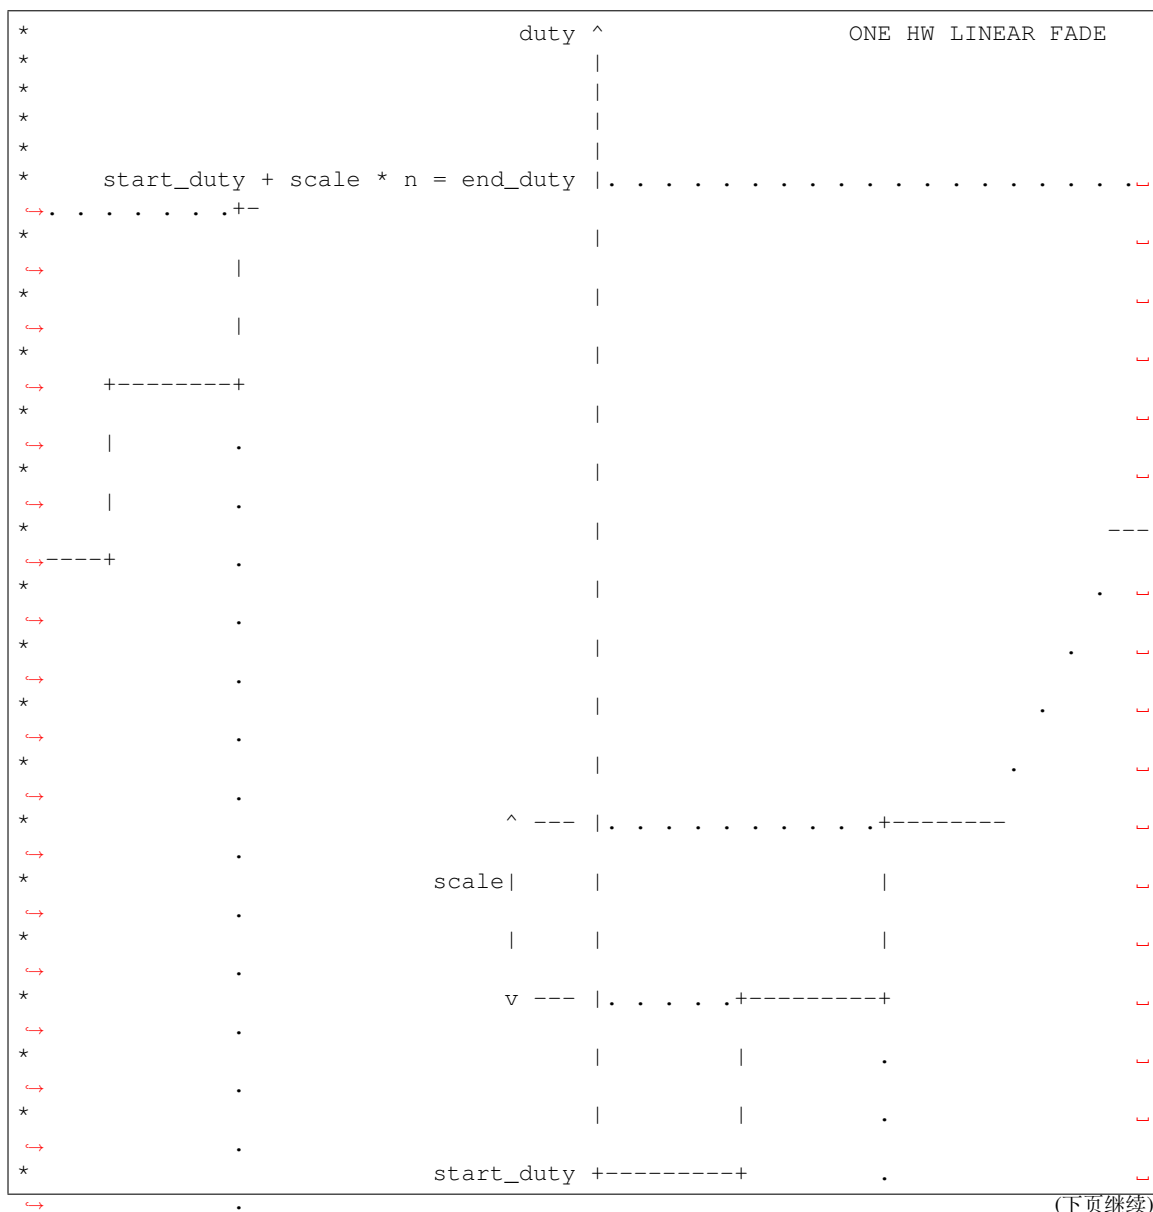 * duty ^ ONE HW LINEAR FADE
* |
* |
* |
* |
* start_duty + scale * n = end_duty |. . . . . . . . . . . . . . . . . . .␣
↪. . . . . . .+-
* | ␣
↪ |
* | ␣
↪ |
* | ␣
↪ +--------+
* | ␣
↪ | .
* | ␣
↪ | .
* | ---
↪----+ .
* | . ␣
↪ .
* | . ␣
↪ .
* | . ␣
↪ .
* | . ␣
↪ .
* ^ --- |. . . . . . . . . .+-------- ␣
↪ .
* scale| | | ␣
↪ .
* | | | ␣
↪ .
* v --- |. . . . .+---------+ ␣
↪ .
* | | . ␣
↪ .
* | | . ␣
↪ .
* start_duty +---------+ . ␣
↪ .
(下页继续)